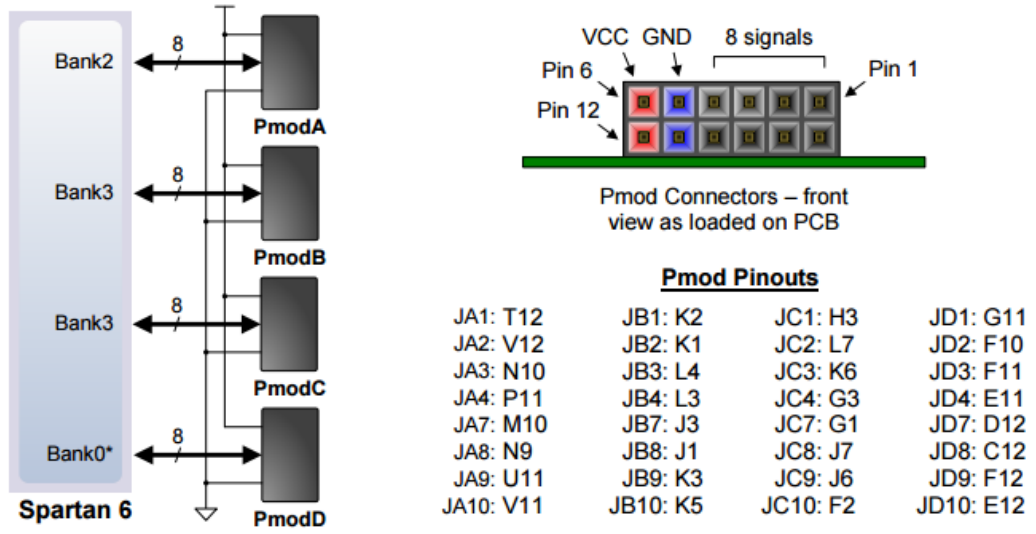 Bank2
8
PmodA
Bank3
8
PmodB
Bank3
8
PmodC
Bank0*
8
PmodD
Spartan 6
VCC GND 8 signals
Pin 6
Pin 1
Pin 12
Pmod Connectors – front
view as loaded on PCB
Pmod Pinouts
JA1: T12 JB1: K2 JC1: H3 JD1: G11
JA2: V12 JB2: K1 JC2: L7 JD2: F10
JA3: N10 JB3: L4 JC3: K6 JD3: F11
JA4: P11 JB4: L3 JC4: G3 JD4: E11
JA7: M10 JB7: J3 JC7: G1 JD7: D12
JA8: N9 JB8: J1 JC8: J7 JD8: C12
JA9: U11 JB9: K3 JC9: J6 JD9: F12
JA10: V11 JB10: K5 JC10: F2 JD10: E12